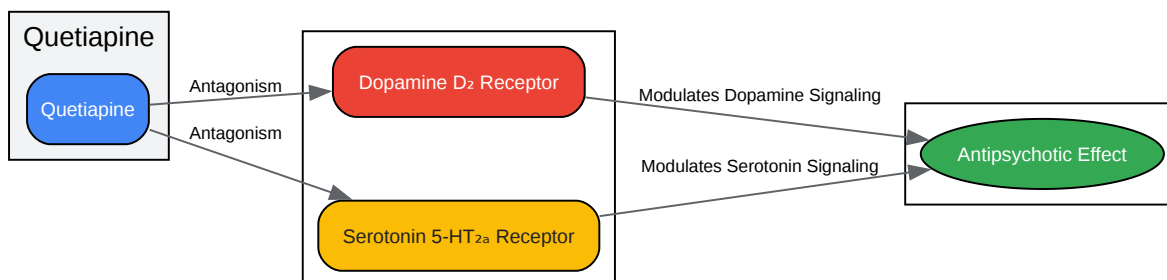 Quetiapine
Quetiapine
Antagonism
Antagonism
Dopamine D₂ Receptor
Serotonin 5-HT₂ₐ Receptor
Modulates Dopamine Signaling
Modulates Serotonin Signaling
Antipsychotic Effect